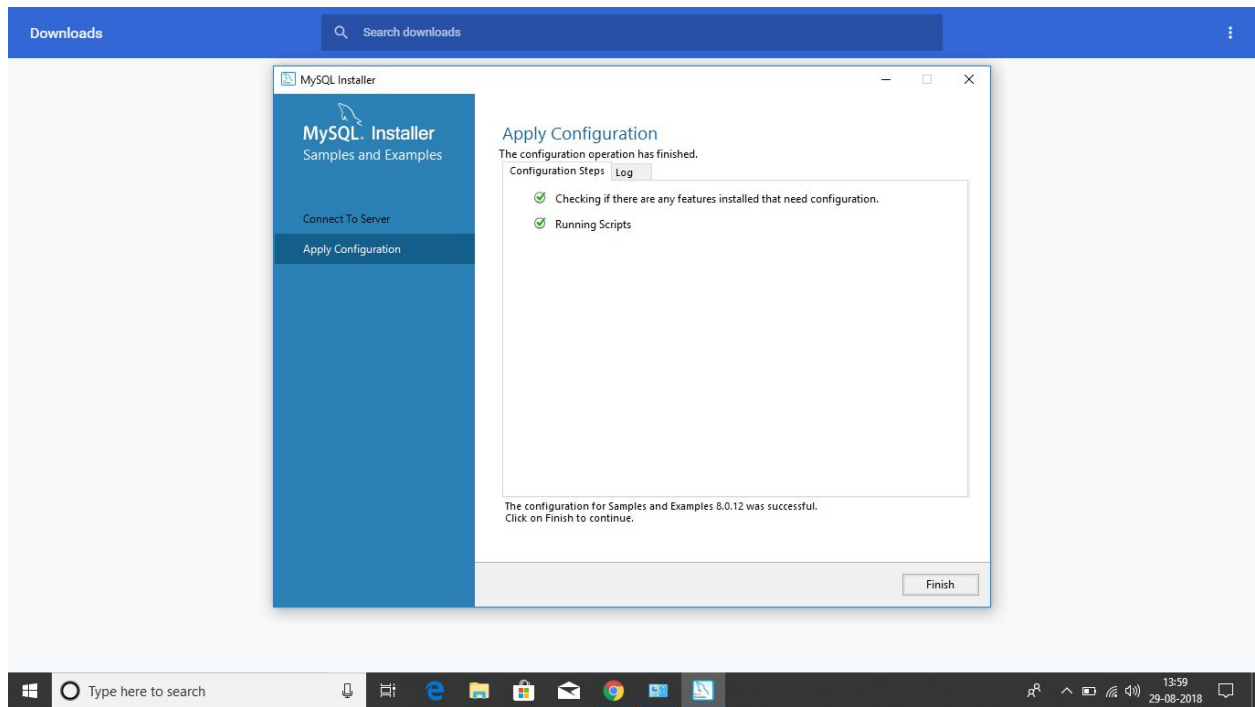 Downloads
Search downloads
MySQL Installer
MySQL. Installer
Samples and Examples
Connect To Server
Apply Configuration
Apply Configuration
The configuration operation has finished.
Configuration Steps Log
Checking if there are any features installed that need configuration.
Running Scripts
The configuration for Samples and Examples 8.0.12 was successful.
Click on Finish to continue.
Finish
Type here to search
13:59
29-08-2018